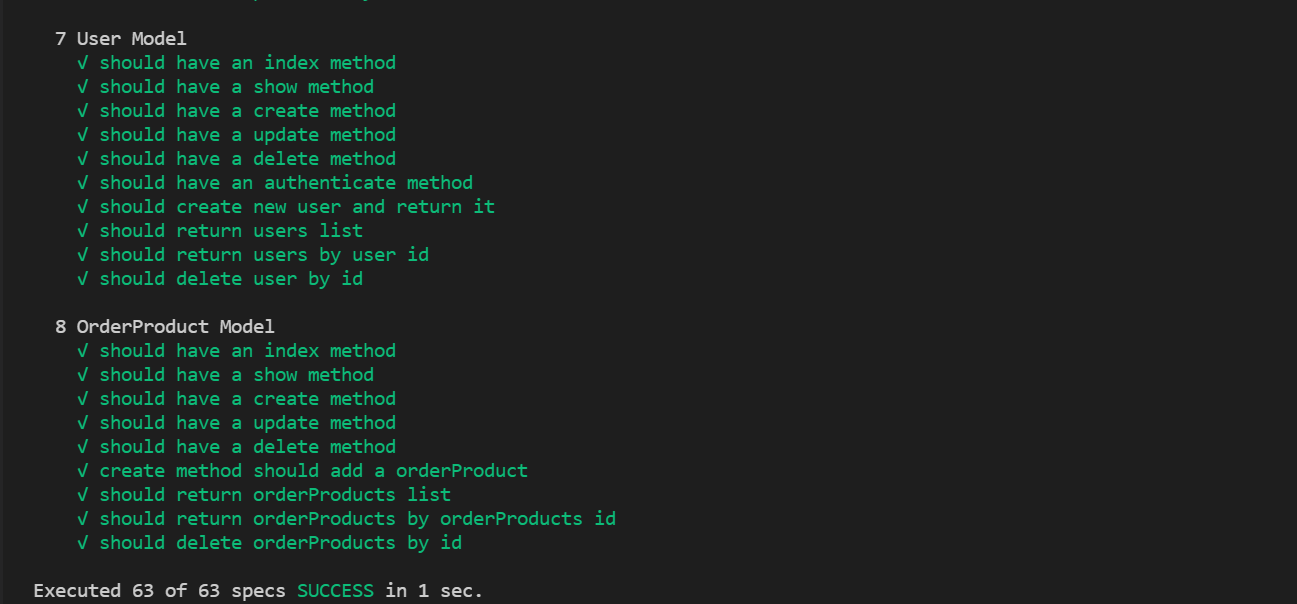 7 User Model
√ should have an index method
√ should have a show method
√ should have a create method
√ should have a update method
√ should have a delete method
√ should have an authenticate method
√ should create new user and return it
√ should return users list
√ should return users by user id
√ should delete user by id
8 OrderProduct Model
√ should have an index method
√ should have a show method
√ should have a create method
√ should have a update method
√ should have a delete method
√ create method should add a orderProduct
√ should return orderProducts list
√ should return orderProducts by orderProducts id
√ should delete orderProducts by id
Executed 63 of 63 specs SUCCESS in 1 sec.